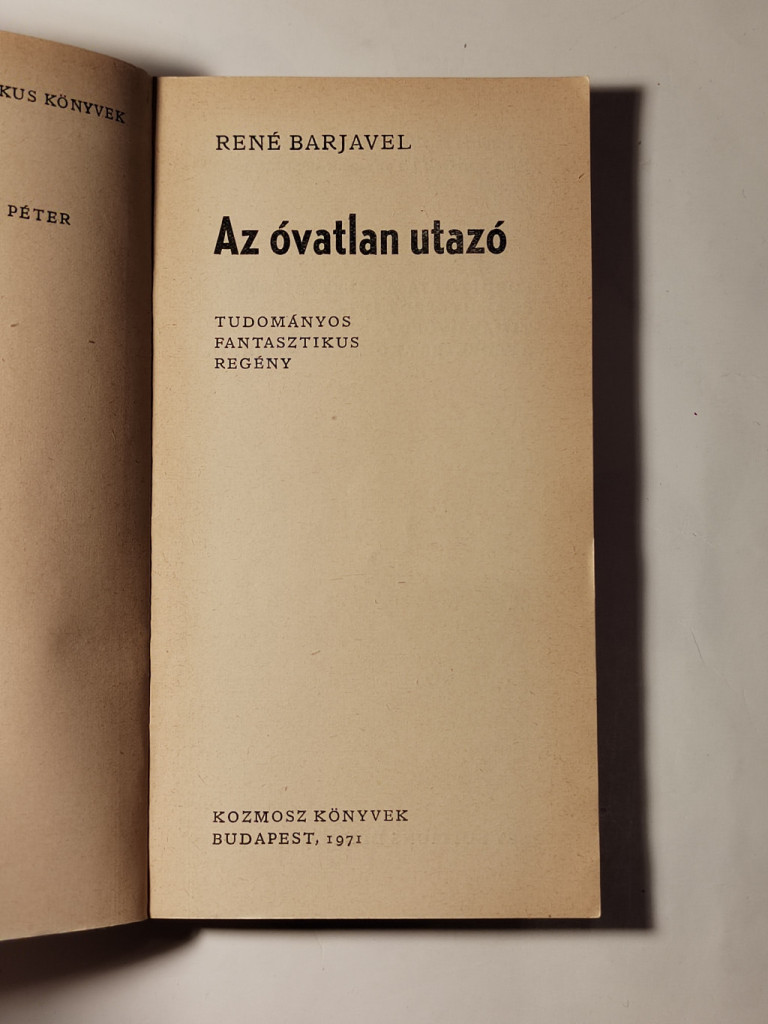 KUS KÖNYVEK
PÉTER
RENÉ BARJAVEL
Az óvatlan utazó
TUDOMÁNYOS
FANTASZTIKUS
REGÉNY
KOZMOSZ KÖNYVEK
BUDAPEST, 1971